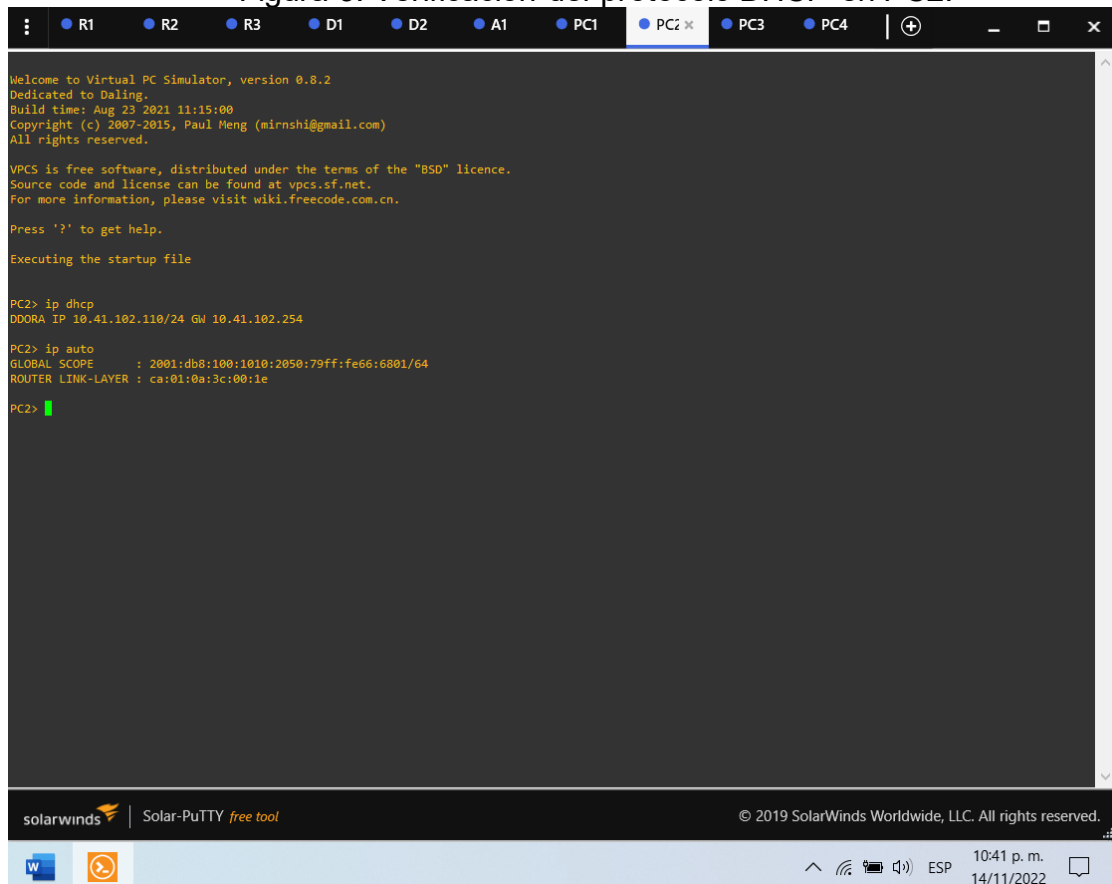 R1 R2 R3 D1 D2 A1 PC1 PC2 PC3 PC4
Welcome to Virtual PC Simulator, version 0.8.2
Dedicated to Daling.
Build time: Aug 23 2021 11:15:00
Copyright (c) 2007-2015, Paul Meng (mirnshi@gmail.com)
All rights reserved.
VPCS is free software, distributed under the terms of the "BSD" licence.
Source code and license can be found at vpcs.sf.net.
For more information, please visit wiki.freecode.com.cn.
Press '?' to get help.
Executing the startup file
PC2> ip dhcp
DDORA IP 10.41.102.110/24 GW 10.41.102.254
PC2> ip auto
GLOBAL SCOPE : 2001:db8:100:1010:2050:79ff:fe66:6801/64
ROUTER LINK-LAYER : ca:01:0a:3c:00:1e
PC2>
solarwinds Solar-PuTTY free tool © 2019 SolarWinds Worldwide, LLC. All rights reserved.
W ESP 10:41 p. m.
14/11/2022